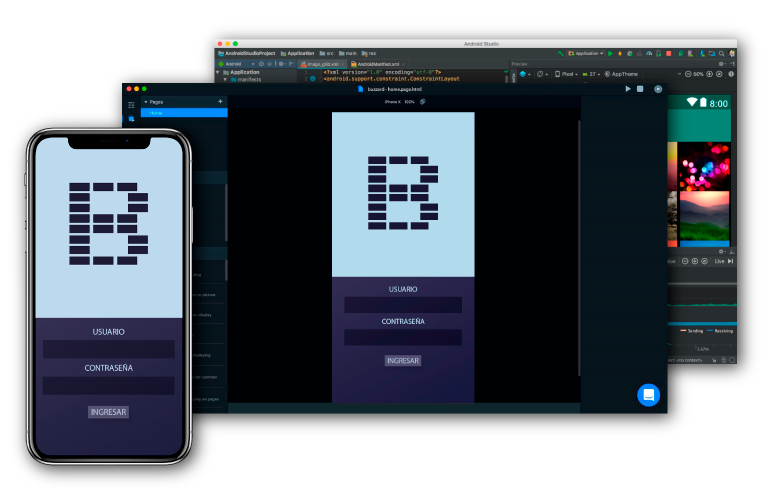 Android Studio
AndroidStudioProject Application src main res
Application
Android
image_grid.xml AndroidManifest.xml
Preview
Application
manifests
<?xml version="1.0" encoding="utf-8"?>
<android.support.constraint.ConstraintLayout
Pixel 27 AppTheme
50%
buzzard - home.page.html
Pages
Home
iPhone X 100%
8:00
B
USUARIO
CONTRASEÑA
INGRESAR
B
USUARIO
CONTRASEÑA
INGRESAR
Live
Sending Receiving